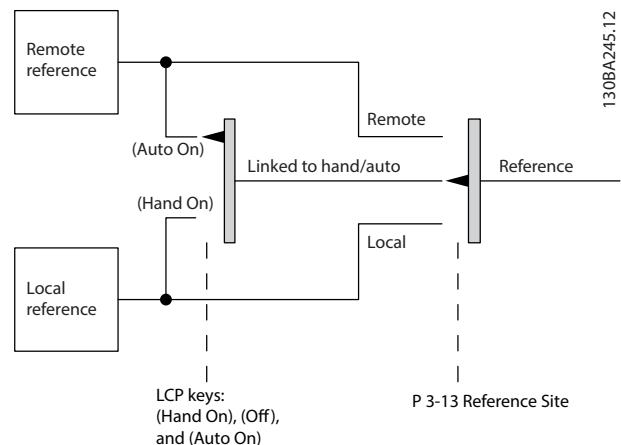 Remote
reference
130BA245.12
Remote
(Auto On)
Linked to hand/auto
Reference
(Hand On)
Local
Local
reference
LCP keys:
(Hand On), (Off),
and (Auto On)
P 3-13 Reference Site